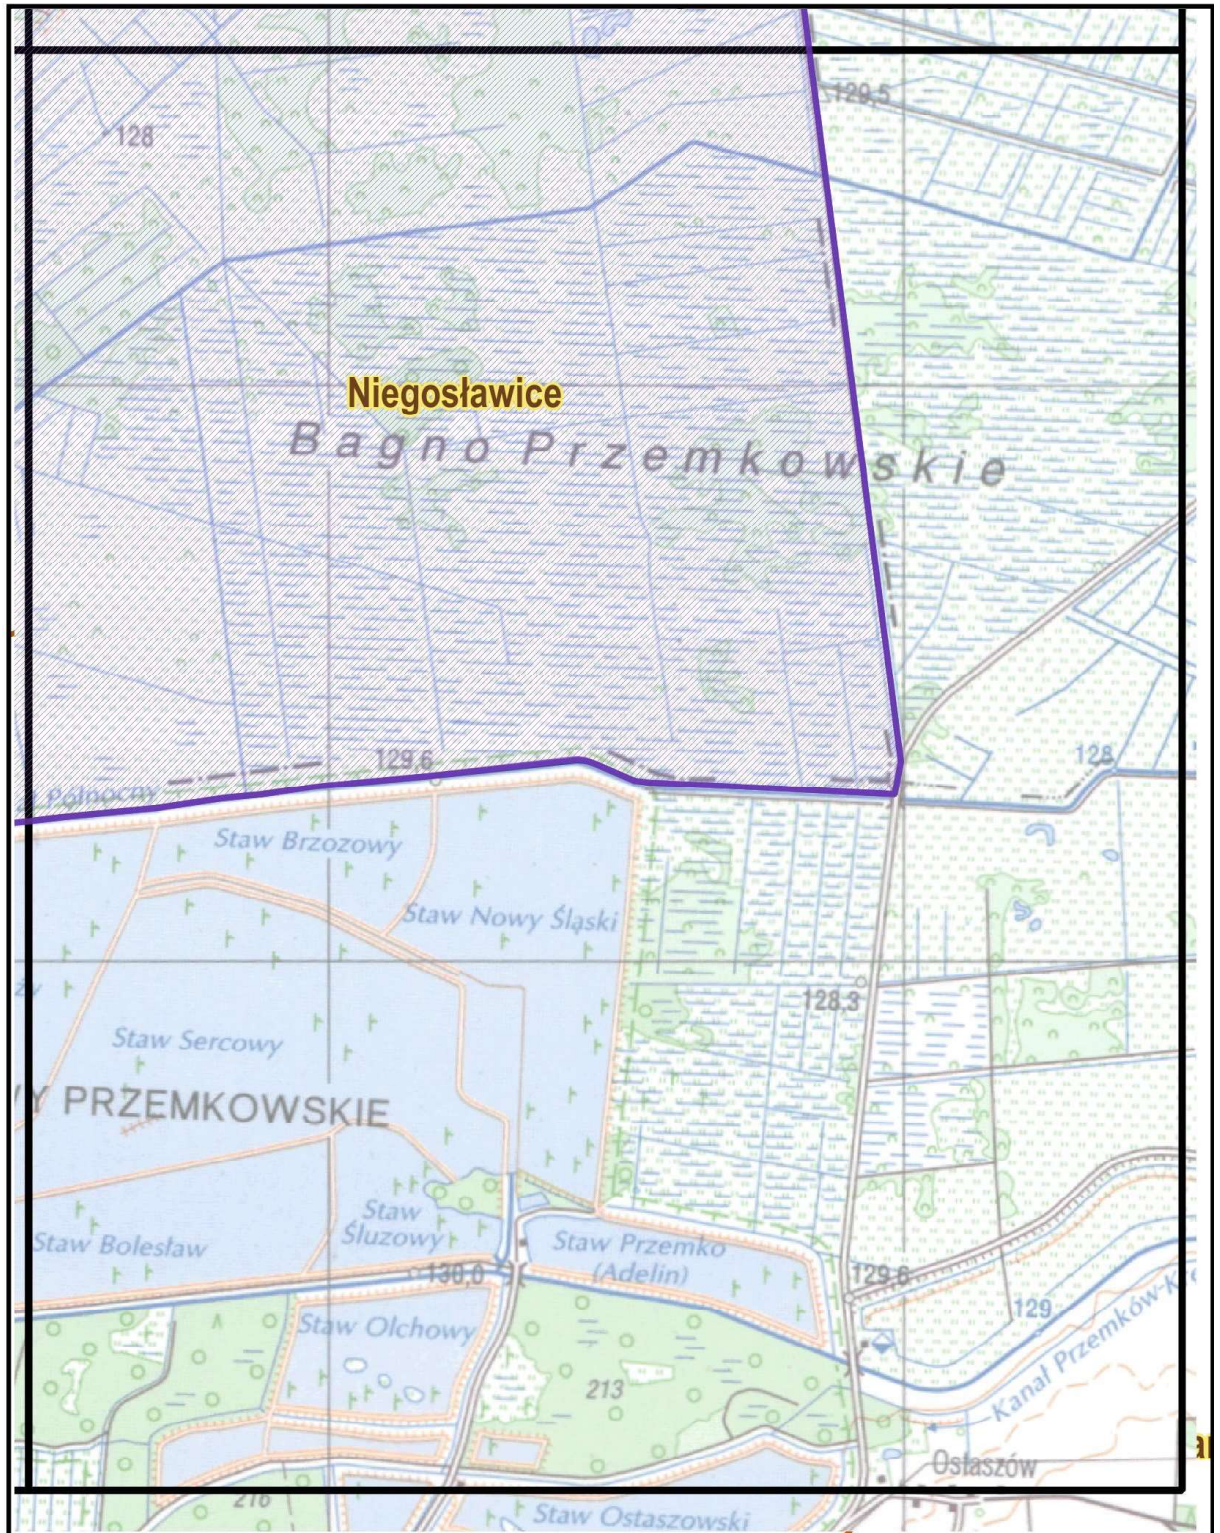 129,5
128
Niegosławice
Bagno Przemkowskie
129,6
128
Północny
Staw Brzozowy
Staw Nowy Śląski
128,3
Staw Sercowy
Y PRZEMKOWSKIE
Staw
Śluzowy
Staw Bolesław
Staw Przemko
(Adelin)
130,0
129,6
129
Staw Olchowy
Kanał Przemków-K
213
Ostaszów
216
Staw Ostaszowski